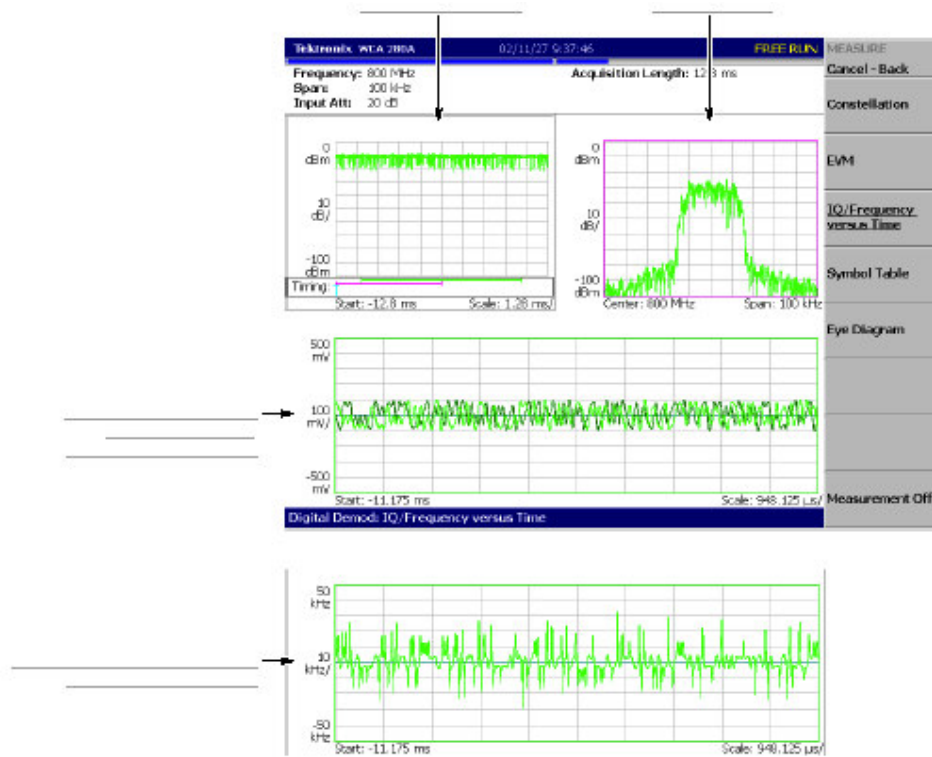 Tektronix WCA 280A 02/11/27 9:37:46 FREE RUN
Frequency: 800 MHz Acquisition Length: 12.8 ms
Span: 100 kHz
Input Att: 20 dB
0
dBm
10
dB/
-100
dBm
Timing:
Start: -12.8 ms Scale: 1.28 ms/
0
dBm
10
dB/
-100
dBm
Center: 800 MHz Span: 100 kHz
500
mV
100
mV/
-500
mV
Start: -11.175 ms Scale: 948.125 µs/
Digital Demod: IQ/Frequency versus Time
MEASURE
Cancel - Back
Constellation
EVM
IQ/Frequency
versus Time
Symbol Table
Eye Diagram
Measurement Off
50
kHz
10
kHz/
-50
kHz
Start: -11.175 ms Scale: 948.125 µs/